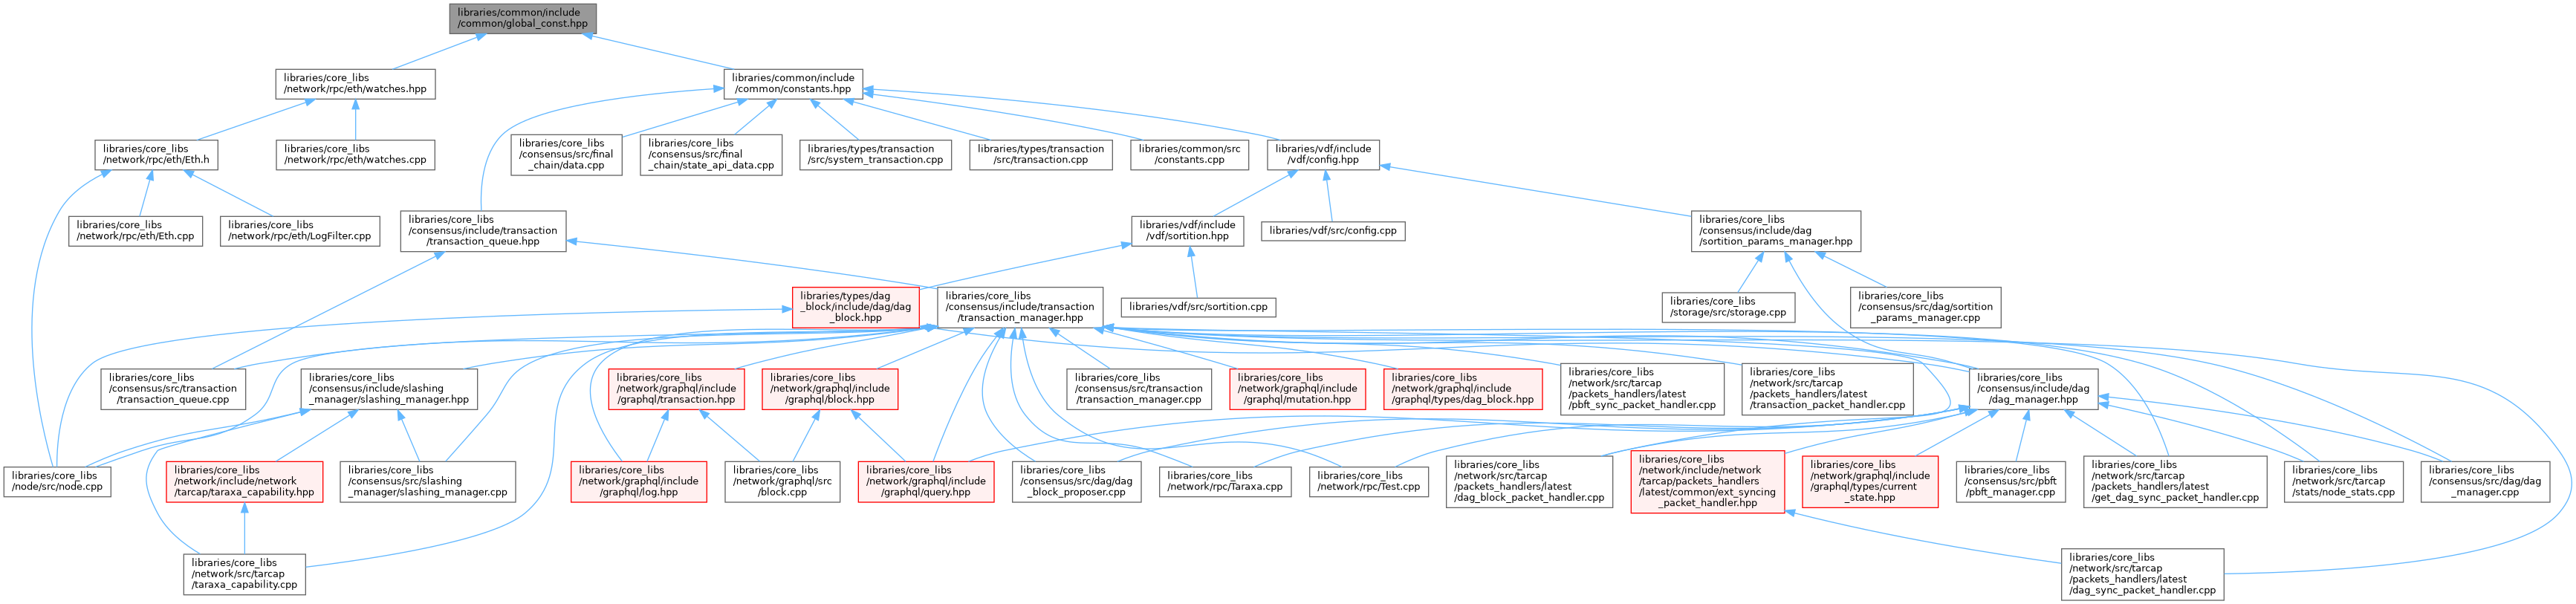 libraries/common/include
/common/global_const.hpp
libraries/core_libs
/network/rpc/eth/watches.hpp
libraries/common/include
/common/constants.hpp
libraries/core_libs
/network/rpc/eth/Eth.h
libraries/core_libs
/network/rpc/eth/watches.cpp
libraries/core_libs
/consensus/src/final
_chain/data.cpp
libraries/core_libs
/consensus/src/final
_chain/state_api_data.cpp
libraries/types/transaction
/src/system_transaction.cpp
libraries/types/transaction
/src/transaction.cpp
libraries/common/src
/constants.cpp
libraries/vdf/include
/vdf/config.hpp
libraries/core_libs
/network/rpc/eth/Eth.cpp
libraries/core_libs
/network/rpc/eth/LogFilter.cpp
libraries/core_libs
/consensus/include/transaction
/transaction_queue.hpp
libraries/vdf/include
/vdf/sortition.hpp
libraries/vdf/src/config.cpp
libraries/core_libs
/consensus/include/dag
/sortition_params_manager.hpp
libraries/types/dag
_block/include/dag/dag
_block.hpp
libraries/core_libs
/consensus/include/transaction
/transaction_manager.hpp
libraries/vdf/src/sortition.cpp
libraries/core_libs
/storage/src/storage.cpp
libraries/core_libs
/consensus/src/dag/sortition
_params_manager.cpp
libraries/core_libs
/consensus/src/transaction
/transaction_queue.cpp
libraries/core_libs
/consensus/include/slashing
_manager/slashing_manager.hpp
libraries/core_libs
/network/graphql/include
/graphql/transaction.hpp
libraries/core_libs
/network/graphql/include
/graphql/block.hpp
libraries/core_libs
/consensus/src/transaction
/transaction_manager.cpp
libraries/core_libs
/network/graphql/include
/graphql/mutation.hpp
libraries/core_libs
/network/graphql/include
/graphql/types/dag_block.hpp
libraries/core_libs
/network/src/tarcap
/packets_handlers/latest
/pbft_sync_packet_handler.cpp
libraries/core_libs
/network/src/tarcap
/packets_handlers/latest
/transaction_packet_handler.cpp
libraries/core_libs
/consensus/include/dag
/dag_manager.hpp
libraries/core_libs
/node/src/node.cpp
libraries/core_libs
/network/include/network
/tarcap/taraxa_capability.hpp
libraries/core_libs
/consensus/src/slashing
_manager/slashing_manager.cpp
libraries/core_libs
/network/graphql/include
/graphql/log.hpp
libraries/core_libs
/network/graphql/src
/block.cpp
libraries/core_libs
/network/graphql/include
/graphql/query.hpp
libraries/core_libs
/consensus/src/dag/dag
_block_proposer.cpp
libraries/core_libs
/network/rpc/Taraxa.cpp
libraries/core_libs
/network/rpc/Test.cpp
libraries/core_libs
/network/src/tarcap
/packets_handlers/latest
/dag_block_packet_handler.cpp
libraries/core_libs
/network/include/network
/tarcap/packets_handlers
/latest/common/ext_syncing
_packet_handler.hpp
libraries/core_libs
/network/graphql/include
/graphql/types/current
_state.hpp
libraries/core_libs
/consensus/src/pbft
/pbft_manager.cpp
libraries/core_libs
/network/src/tarcap
/packets_handlers/latest
/get_dag_sync_packet_handler.cpp
libraries/core_libs
/network/src/tarcap
/stats/node_stats.cpp
libraries/core_libs
/consensus/src/dag/dag
_manager.cpp
libraries/core_libs
/network/src/tarcap
/taraxa_capability.cpp
libraries/core_libs
/network/src/tarcap
/packets_handlers/latest
/dag_sync_packet_handler.cpp